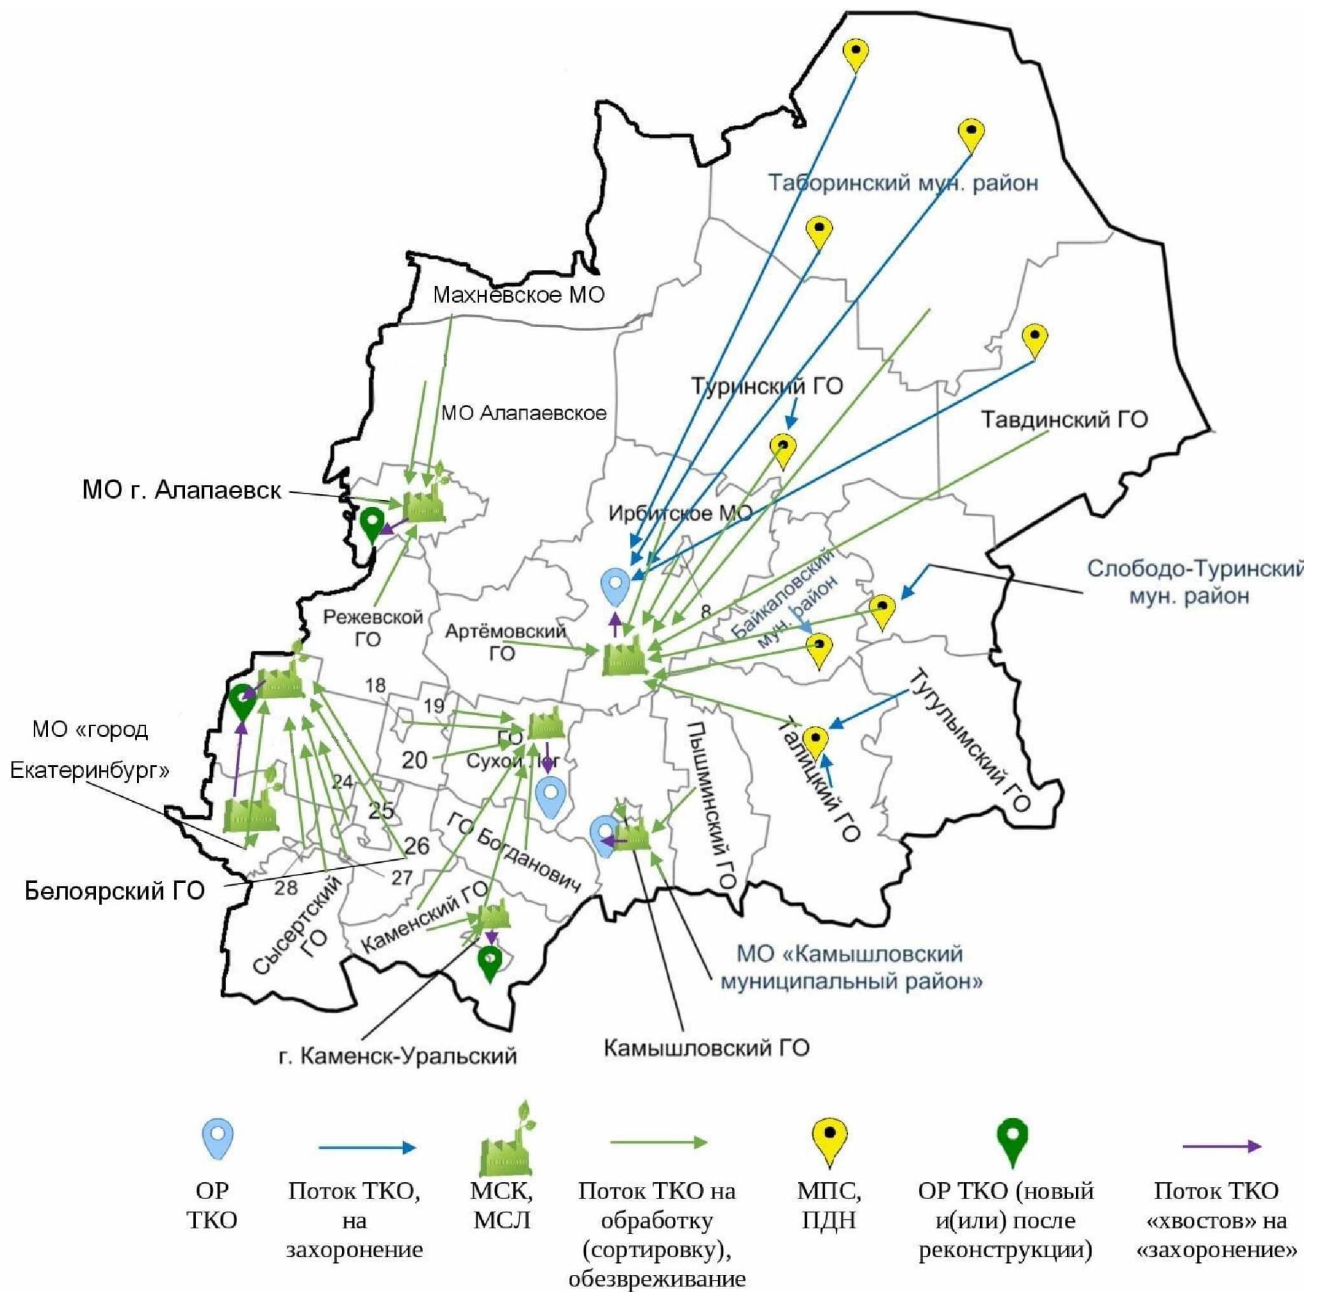 Таборинский мун. район
Махнёвское МО
Туринский ГО
МО Алапаевское
Тавдинский ГО
МО г. Алапаевск
Ирбитское МО
Слободо-Туринский
мун. район
Байкаловский
мун. район
8
Режевской
ГО
Артёмовский
ГО
18
19
20
ГО
Сухой Лог
МО «город
Екатеринбург»
Пышминский ГО
Талицкий ГО
Тугулымский ГО
24
25
26
27
28
ГО Богданович
Белоярский ГО
Сысертский
ГО
Каменский ГО
МО «Камышловский
муниципальный район»
г. Каменск-Уральский
Камышловский ГО
ОР
ТКО
Поток ТКО,
на
захоронение
МСК,
МСЛ
Поток ТКО на
обработку
(сортировку),
обезвреживание
МПС,
ПДН
ОР ТКО (новый
и(или) после
реконструкции)
Поток ТКО
«хвостов» на
«захоронение»